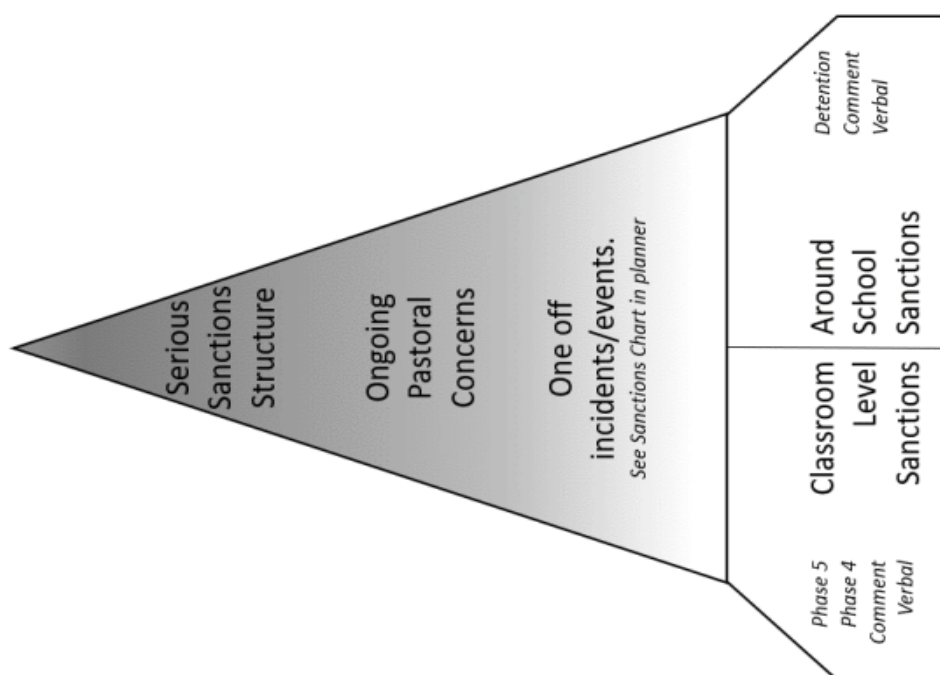 Serious
Sanctions
Structure
Ongoing
Pastoral
Concerns
One off
incidents/events.
See Sanctions Chart in planner
Phase 5
Phase 4
Comment
Verbal
Classroom
Level
Sanctions
Around
School
Sanctions
Detention
Comment
Verbal